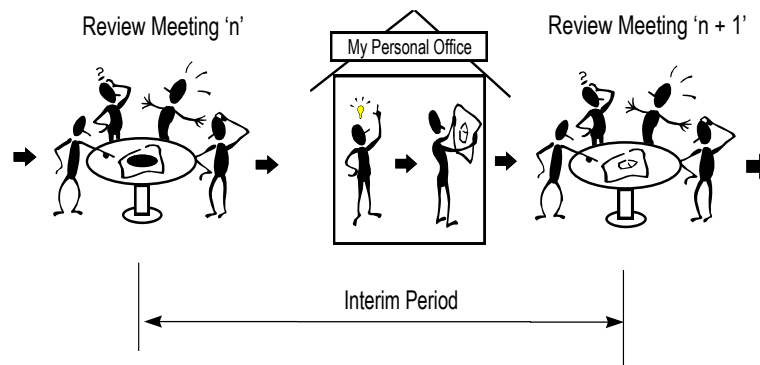 Review Meeting ‘n’
My Personal Office
Review Meeting ‘n + 1’
?
?
Interim Period